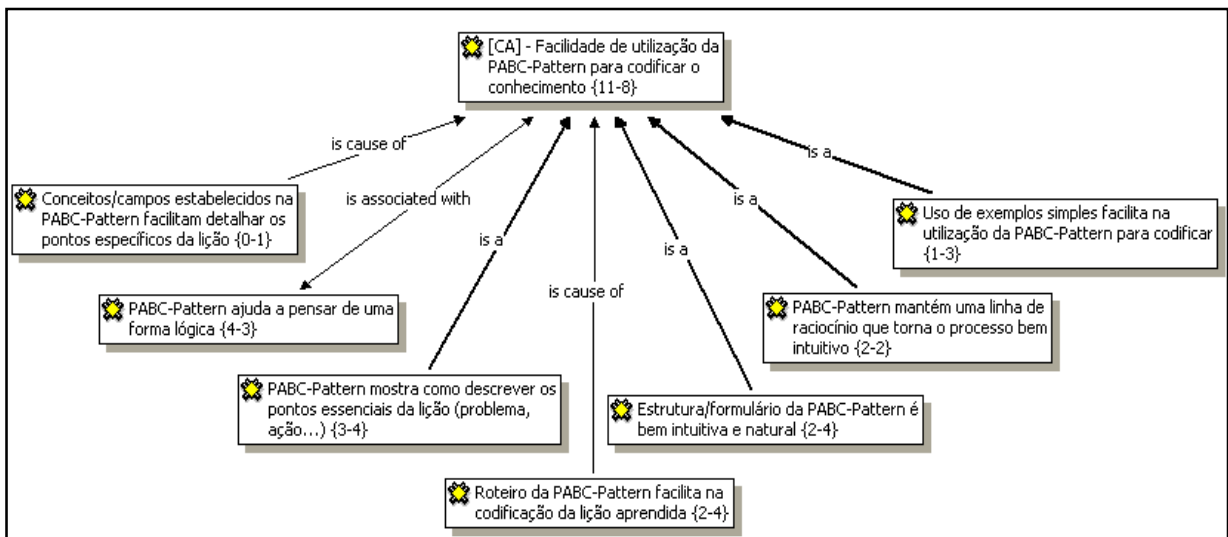 [CA] - Facilidade de utilização da
PABC-Pattern para codificar o
conhecimento {11-8}
is cause of
is a
is associated with
Conceitos/campos estabelecidos na
PABC-Pattern facilitam detalhar os
pontos específicos da lição {0-1}
is a
Uso de exemplos simples facilita na
utilização da PABC-Pattern para codificar
{1-3}
is a
is a
is cause of
PABC-Pattern ajuda a pensar de uma
forma lógica {4-3}
PABC-Pattern mantém uma linha de
raciocínio que torna o processo bem
intuitivo {2-2}
PABC-Pattern mostra como descrever os
pontos essenciais da lição (problema,
ação...) {3-4}
Estrutura/formulário da PABC-Pattern é
bem intuitiva e natural {2-4}
Roteiro da PABC-Pattern facilita na
codificação da lição aprendida {2-4}